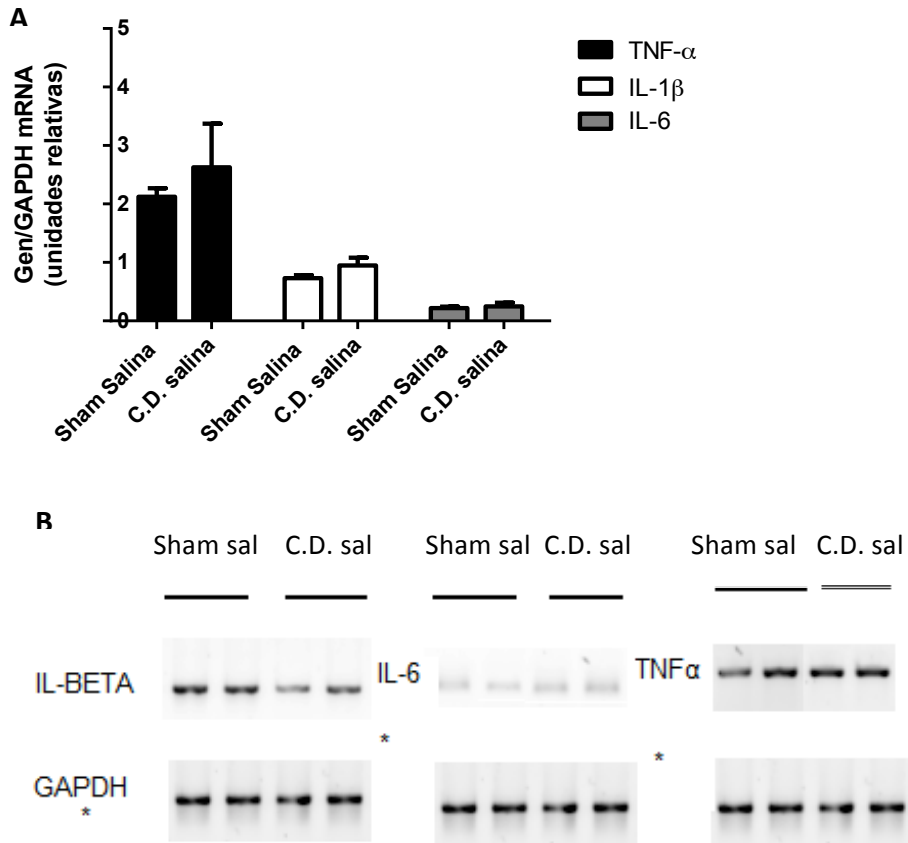 A
5
4
3
2
1
0
Gen/GAPDH mRNA
(unidades relativas)
TNF-α
IL-1β
IL-6
Sham Salina
C.D. salina
Sham Salina
C.D. salina
Sham Salina
C.D. salina
B
Sham sal C.D. sal Sham sal C.D. sal Sham sal C.D. sal
IL-BETA IL-6 TNFα
* *
GAPDH
*